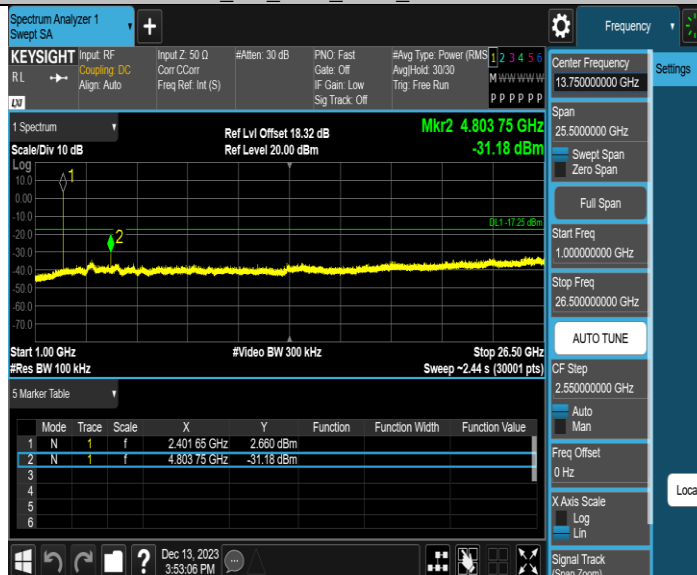 Spectrum Analyzer 1
Swept SA
Frequency
KEYSIGHT
RL
LXI
Input: RF
Coupling: DC
Align: Auto
Input Z: 50 Ω
Corr CCorr
Freq Ref: Int (S)
#Atten: 30 dB
PNO: Fast
Gate: Off
IF Gain: Low
Sig Track: Off
#Avg Type: Power (RMS
Avg|Hold: 30/30
Trig: Free Run
1 2 3 4 5 6
M W W W W W
P P P P P P
1 Spectrum
Scale/Div 10 dB
Log
Ref Lvl Offset 18.32 dB
Ref Level 20.00 dBm
Mkr2 4.803 75 GHz
-31.18 dBm
10.0
0.00
-10.0
-20.0
-30.0
-40.0
-50.0
-60.0
-70.0
1
2
DL1 -17.25 dBm
Start 1.00 GHz
#Res BW 100 kHz
#Video BW 300 kHz
Stop 26.50 GHz
Sweep ~2.44 s (30001 pts)
5 Marker Table
Mode Trace Scale X Y Function Function Width Function Value
1 N 1 f 2.401 65 GHz 2.660 dBm
2 N 1 f 4.803 75 GHz -31.18 dBm
3
4
5
6
Dec 13, 2023
3:53:06 PM
Center Frequency
13.750000000 GHz
Span
25.5000000 GHz
Swept Span
Zero Span
Full Span
Start Freq
1.000000000 GHz
Stop Freq
26.500000000 GHz
AUTO TUNE
CF Step
2.550000000 GHz
Auto
Man
Freq Offset
0 Hz
X Axis Scale
Log
Lin
Signal Track
(Span Zoom)
Settings
Loca